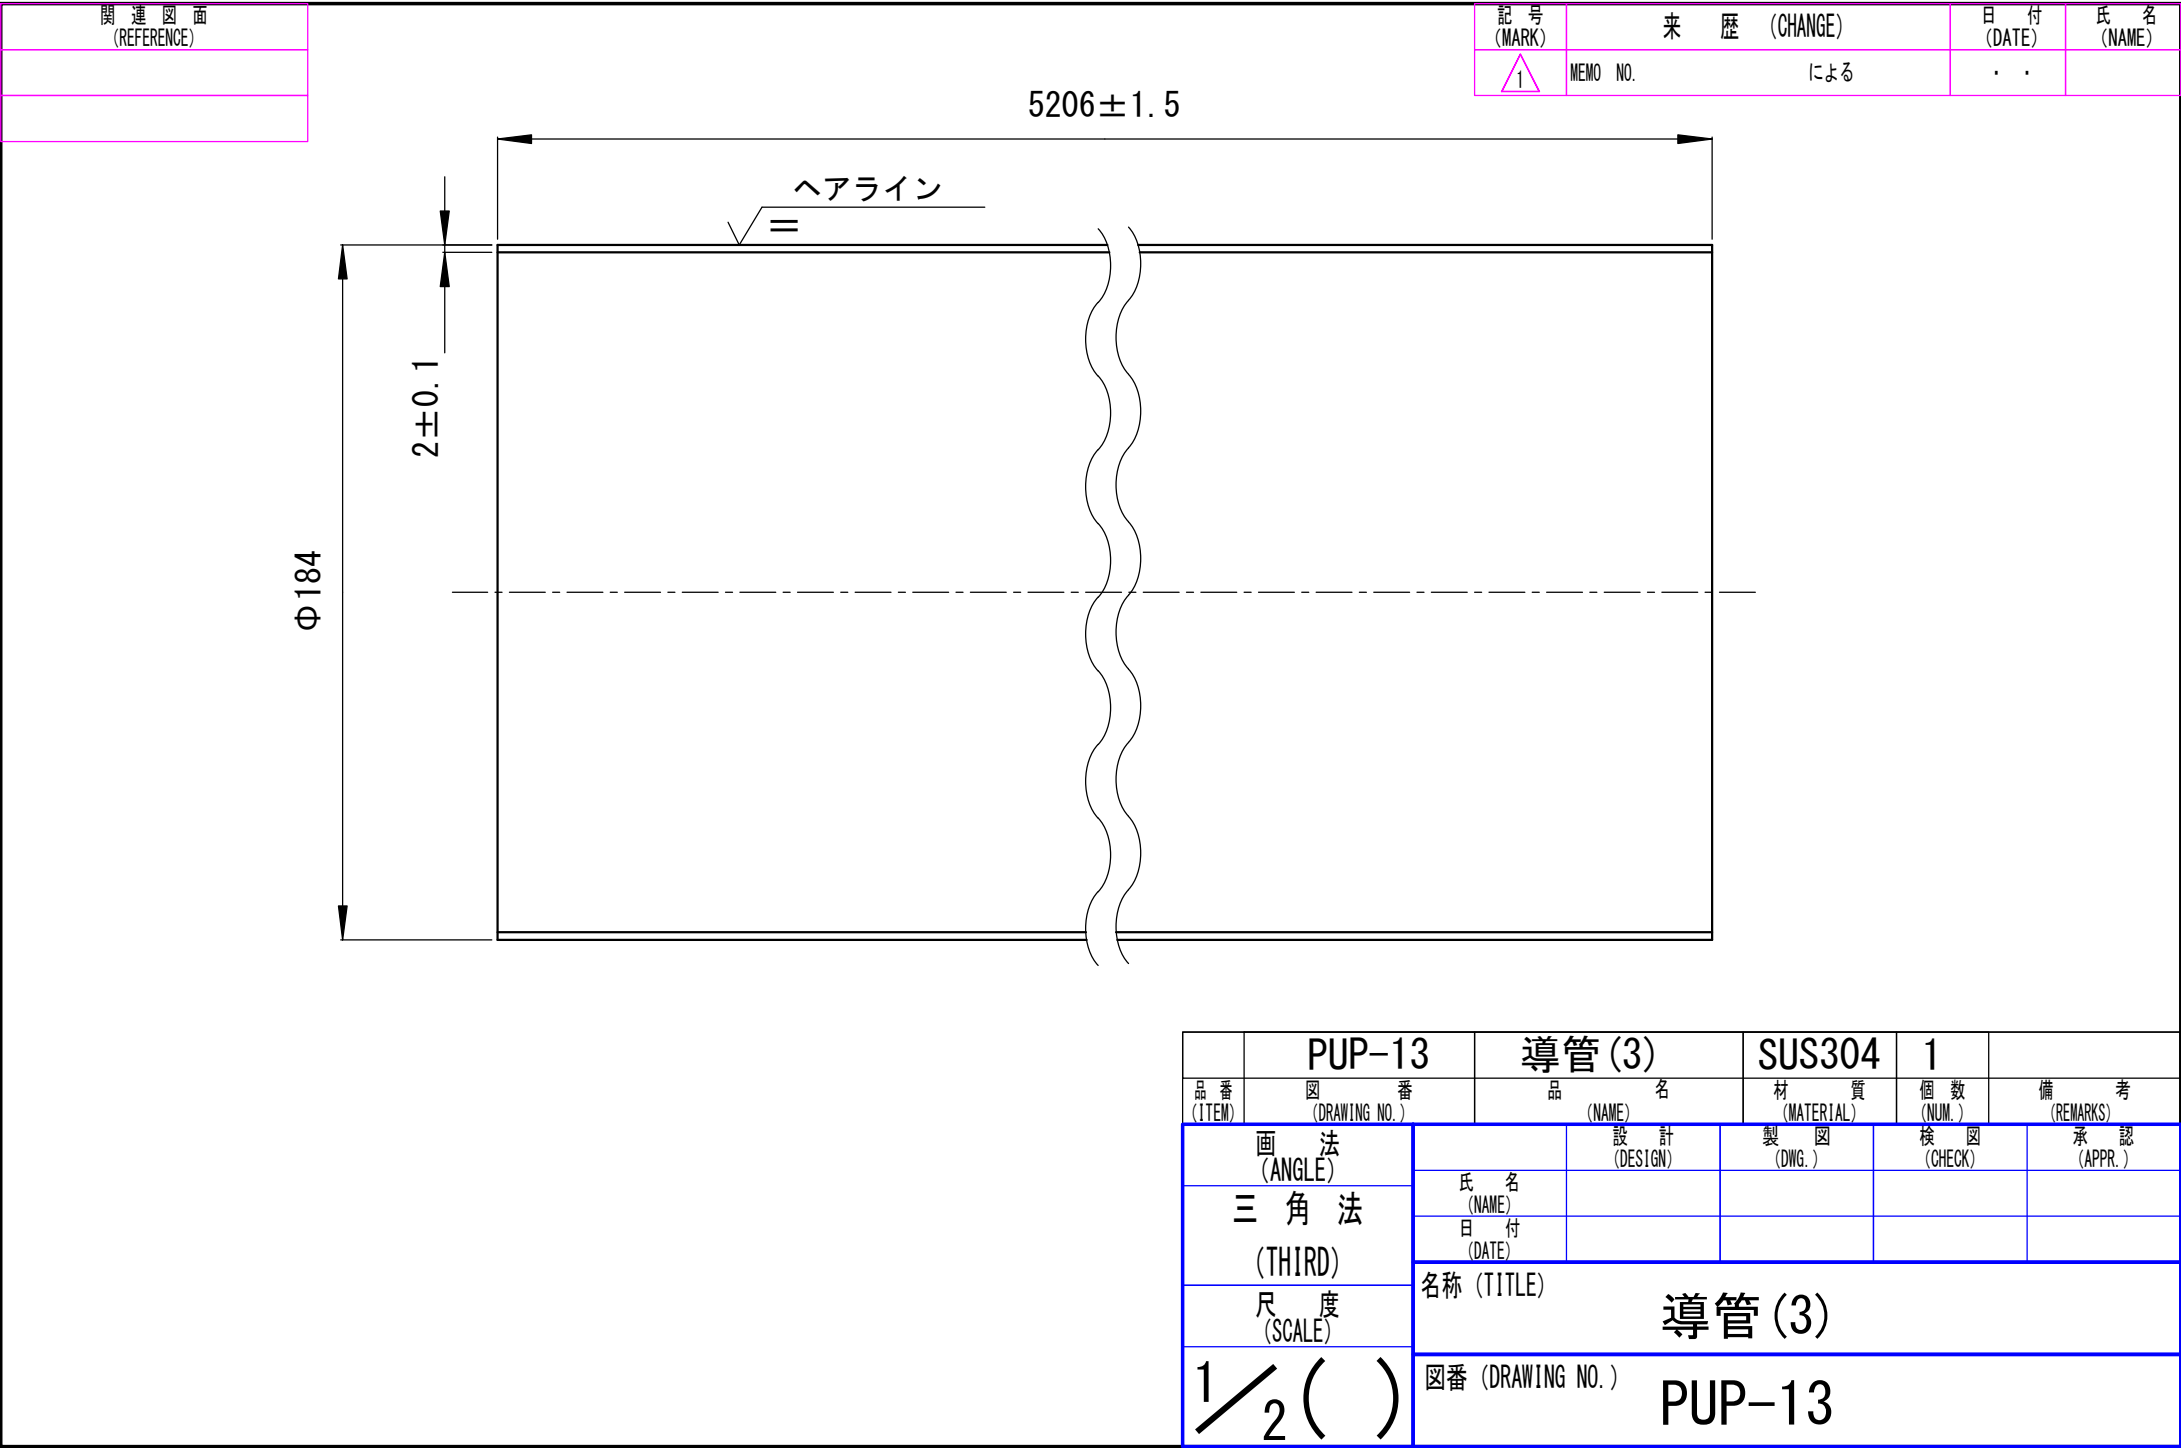 関連図面
(REFERENCE)
記号
(MARK)
来歴 (CHANGE)
日付
(DATE)
氏名
(NAME)
1
MEMO NO. による
・ ・
5206±1.5
ヘアライン
=
2±0.1
Φ184
PUP-13 導管(3) SUS304 1
品番
(ITEM)
図番
(DRAWING NO.)
品名
(NAME)
材質
(MATERIAL)
個数
(NUM.)
備考
(REMARKS)
画法
(ANGLE)
三角法
(THIRD)
尺度
(SCALE)
1/2( )
設計
(DESIGN)
製図
(DWG.)
検図
(CHECK)
承認
(APPR.)
氏名
(NAME)
日付
(DATE)
名称 (TITLE)
導管(3)
図番 (DRAWING NO.)
PUP-13